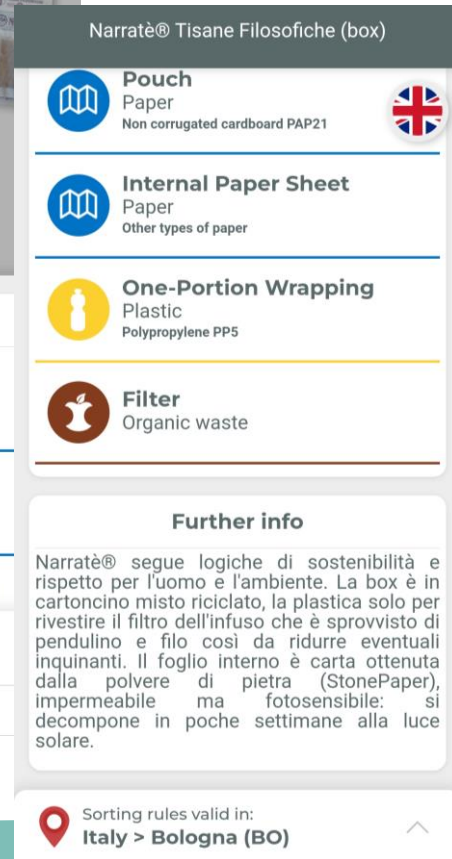 Narratè® Tisane Filosofiche (box)
Pouch
Paper
Non corrugated cardboard PAP21
Internal Paper Sheet
Paper
Other types of paper
One-Portion Wrapping
Plastic
Polypropylene PP5
Filter
Organic waste
Further info
Narratè® segue logiche di sostenibilità e
rispetto per l'uomo e l'ambiente. La box è in
cartoncino misto riciclato, la plastica solo per
rivestire il filtro dell'infuso che è sprovvisto di
pendulino e filo così da ridurre eventuali
inquinanti. Il foglio interno è carta ottenuta
dalla polvere di pietra (StonePaper),
impermeabile ma fotosensibile: si
decompone in poche settimane alla luce
solare.
Sorting rules valid in:
Italy > Bologna (BO)